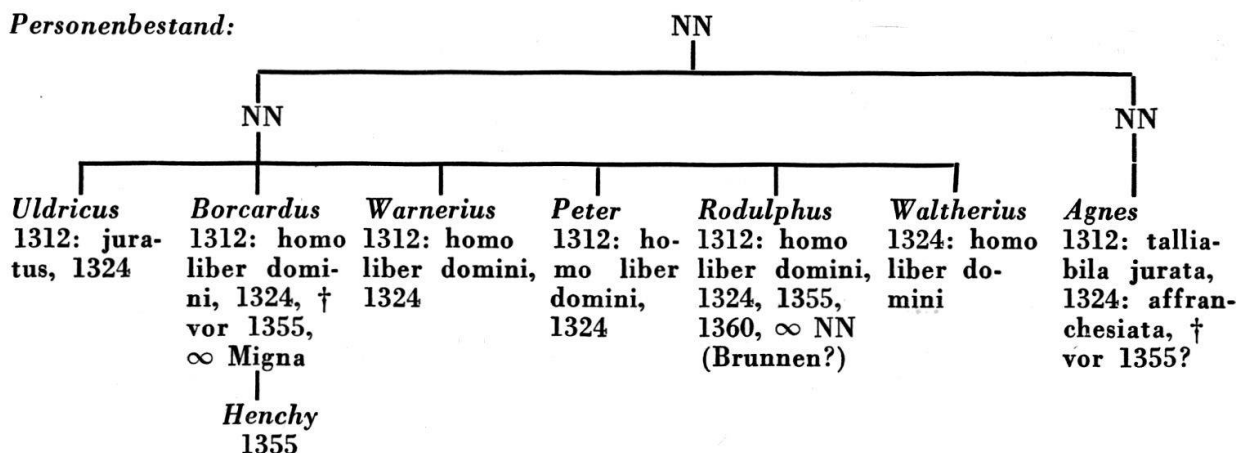 Personenbestand:
NN
NN
NN
Uldricus
1312: jura-
tus, 1324
Borcardus
1312: homo
liber domi-
ni, 1324, †
vor 1355,
∞ Migna
Henchy
1355
Warnerius
1312: homo
liber domini,
1324
Peter
1312: ho-
mo liber
domini,
1324
Rodulphus
1312: homo
liber domini,
1324, 1355,
1360, ∞ NN
(Brunnen?)
Waltherius
1324: homo
liber do-
mini
Agnes
1312: tallia-
bila jurata,
1324: affran-
chesiata, †
vor 1355?